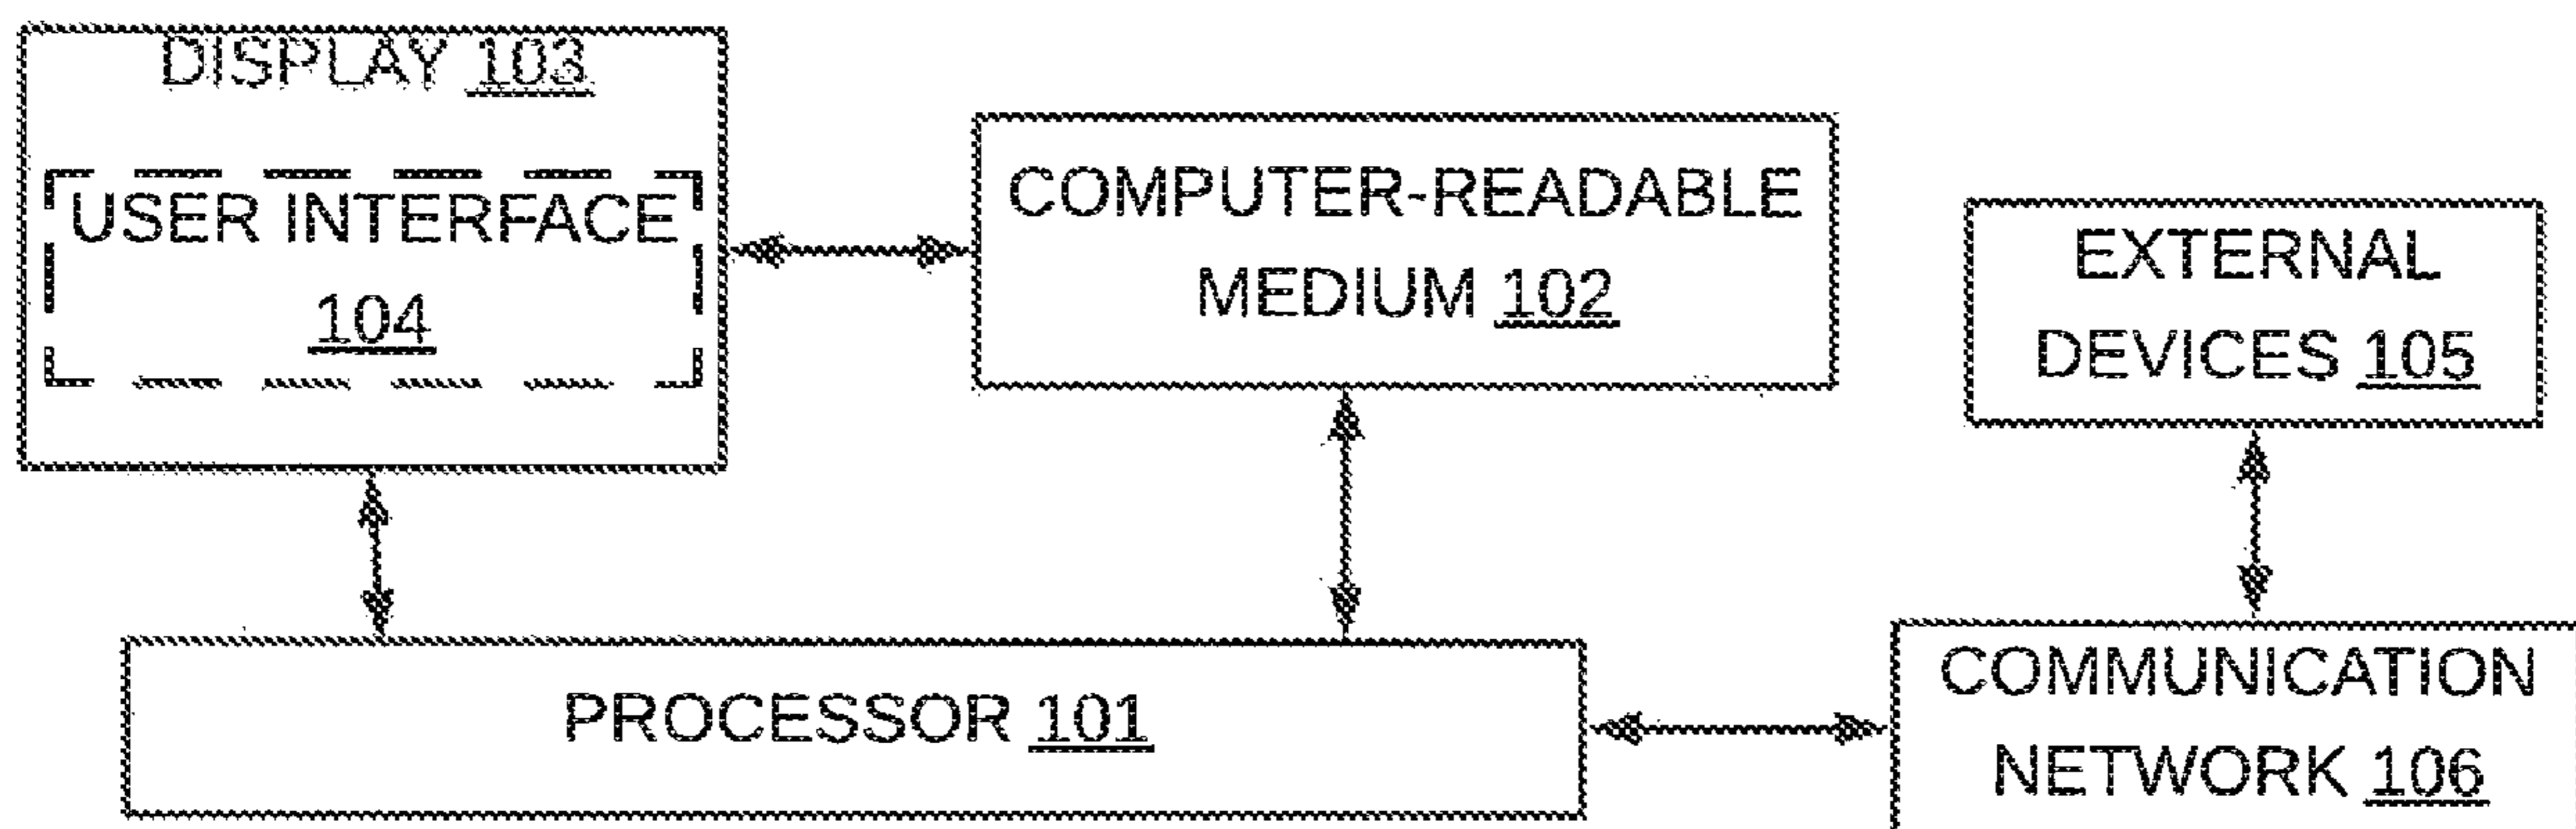 DISPLAY 103
USER INTERFACE
104
COMPUTER-READABLE
MEDIUM 102
EXTERNAL
DEVICES 105
PROCESSOR 101
COMMUNICATION
NETWORK 106